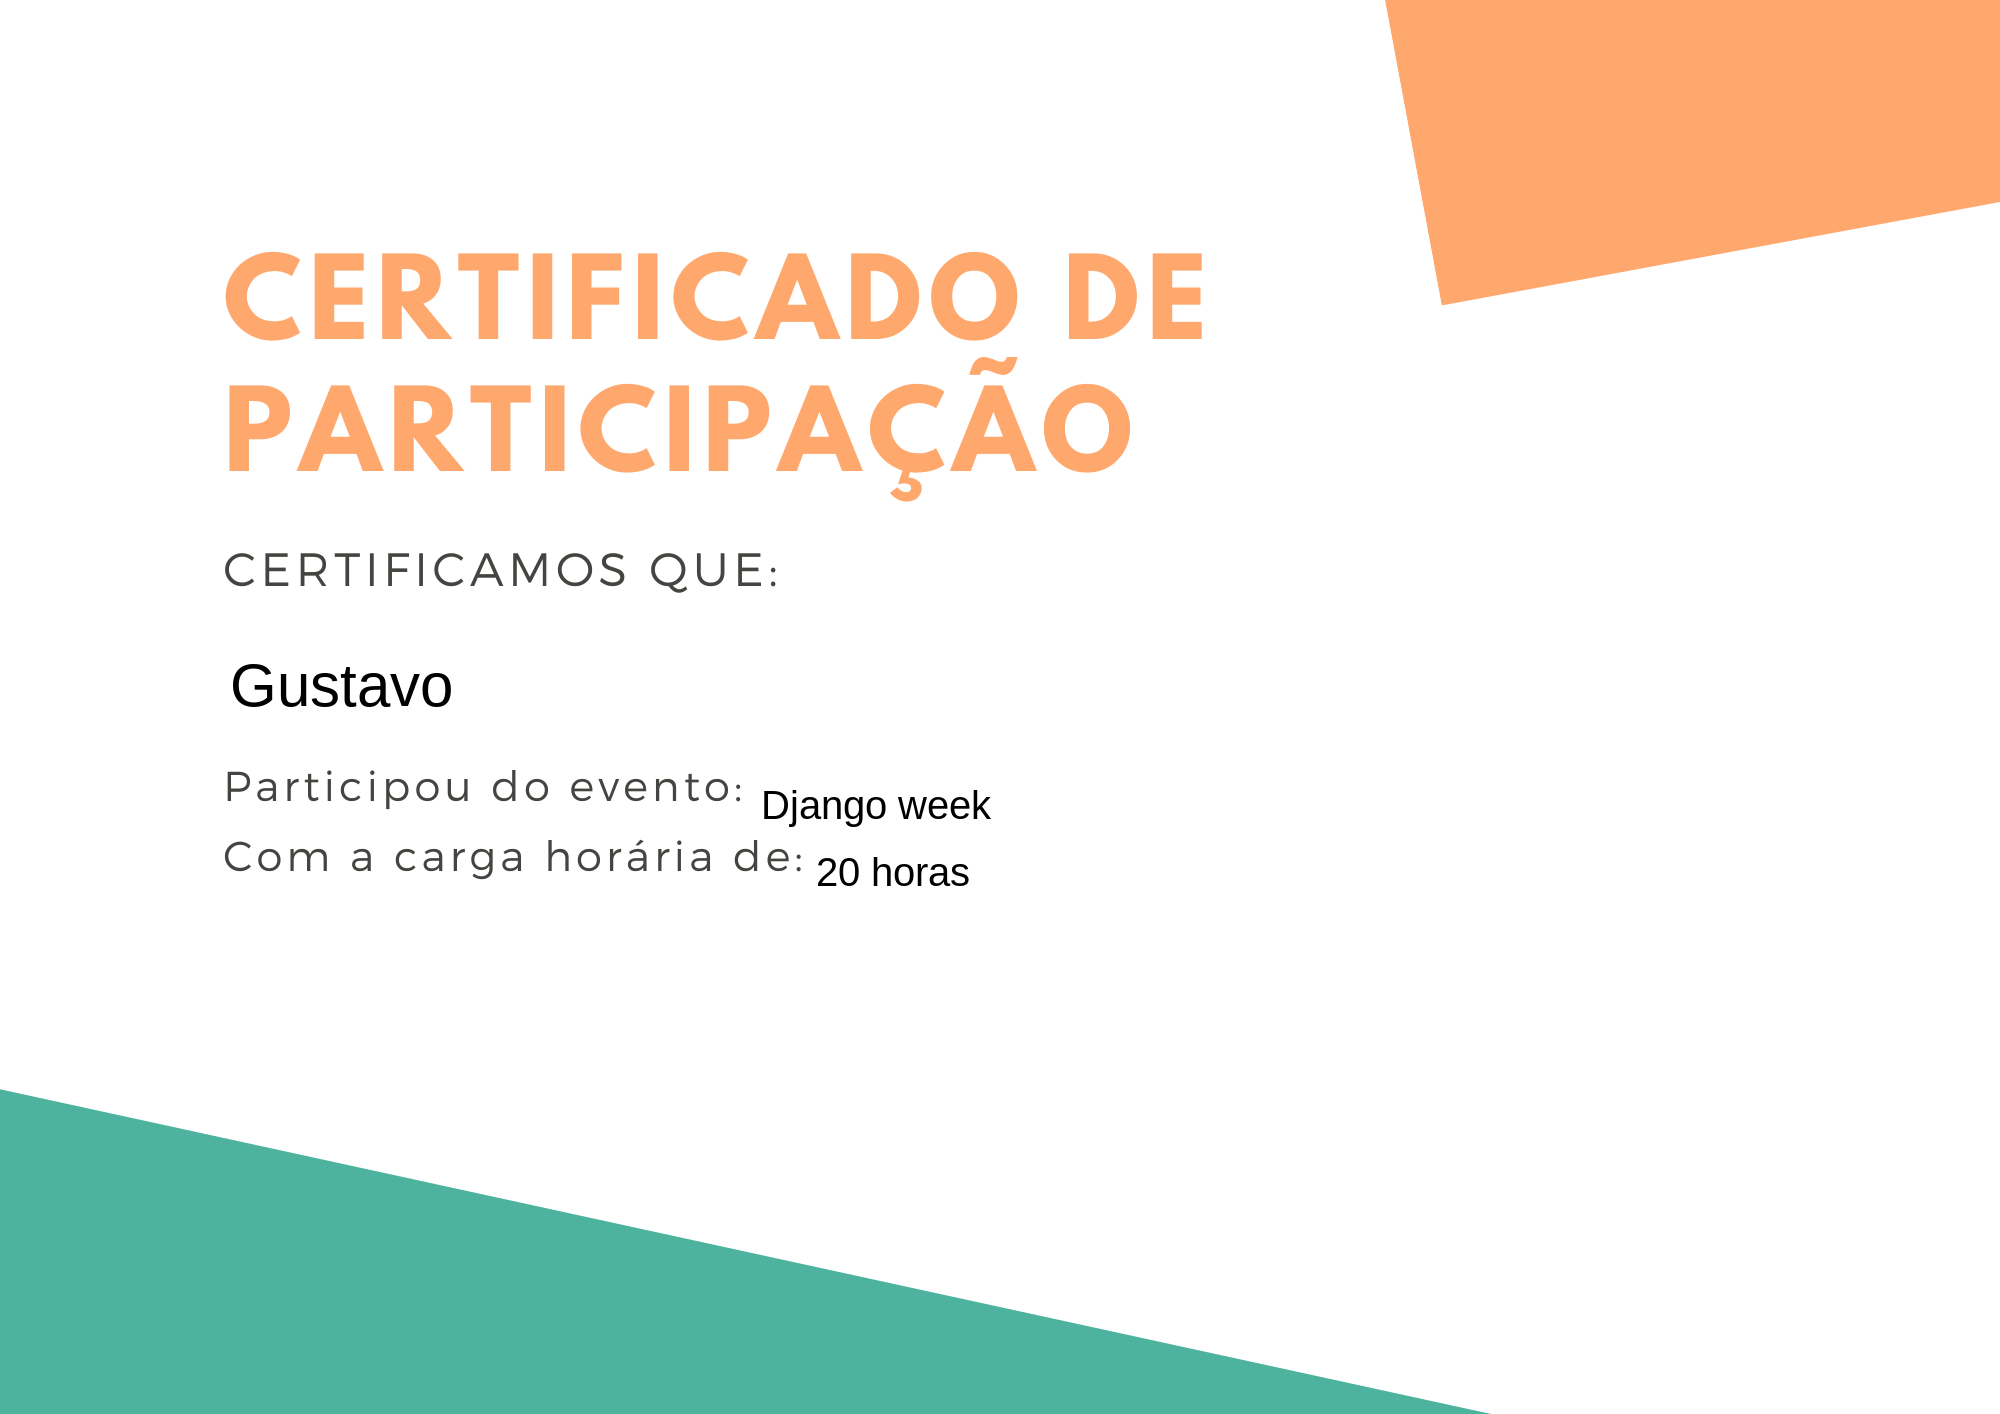 CERTIFICADO DE
PARTICIPAÇÃO
CERTIFICAMOS QUE:
Gustavo
Participou do evento: Django week
Com a carga horária de: 20 horas